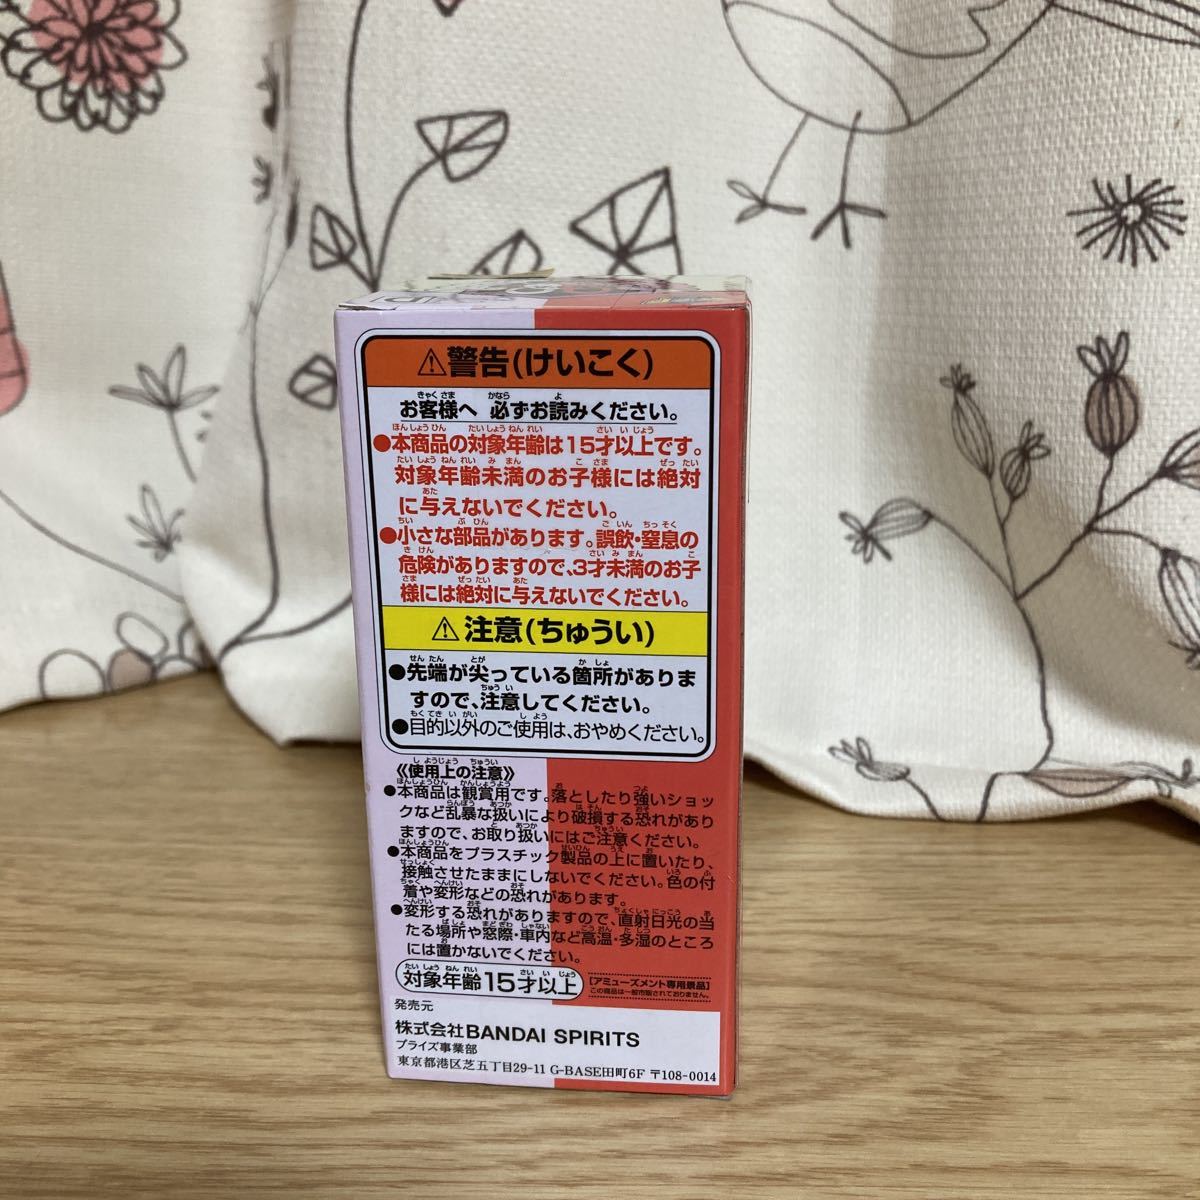 ⚠警告(けいこく)
お客様へ 必ずお読みください。
●本商品の対象年齢は15才以上です。
対象年齢未満のお子様には絶対
に与えないでください。
●小さな部品があります。誤飲・窒息の
危険がありますので、3才未満のお子
様には絶対に与えないでください。
⚠注意(ちゅうい)
●先端が尖っている箇所がありま
すので、注意してください。
●目的以外のご使用は、おやめください。
《使用上の注意》
●本商品は観賞用です。落としたり強いショッ
クなど乱暴な扱いにより破損する恐れがあり
ますので、お取り扱いにはご注意ください。
●本商品をプラスチック製品の上に置いたり、
接触させたままにしないでください。色の付
着や変形などの恐れがあります。
●変形する恐れがありますので、直射日光の当
たる場所や窓際・車内など高温・多湿のところ
には置かないでください。
対象年齢15才以上
【アミューズメント専用景品】
この商品は一般市販されておりません。
発売元
株式会社BANDAI SPIRITS
プライズ事業部
東京都港区芝五丁目29-11 G-BASE田町6F 〒108-0014